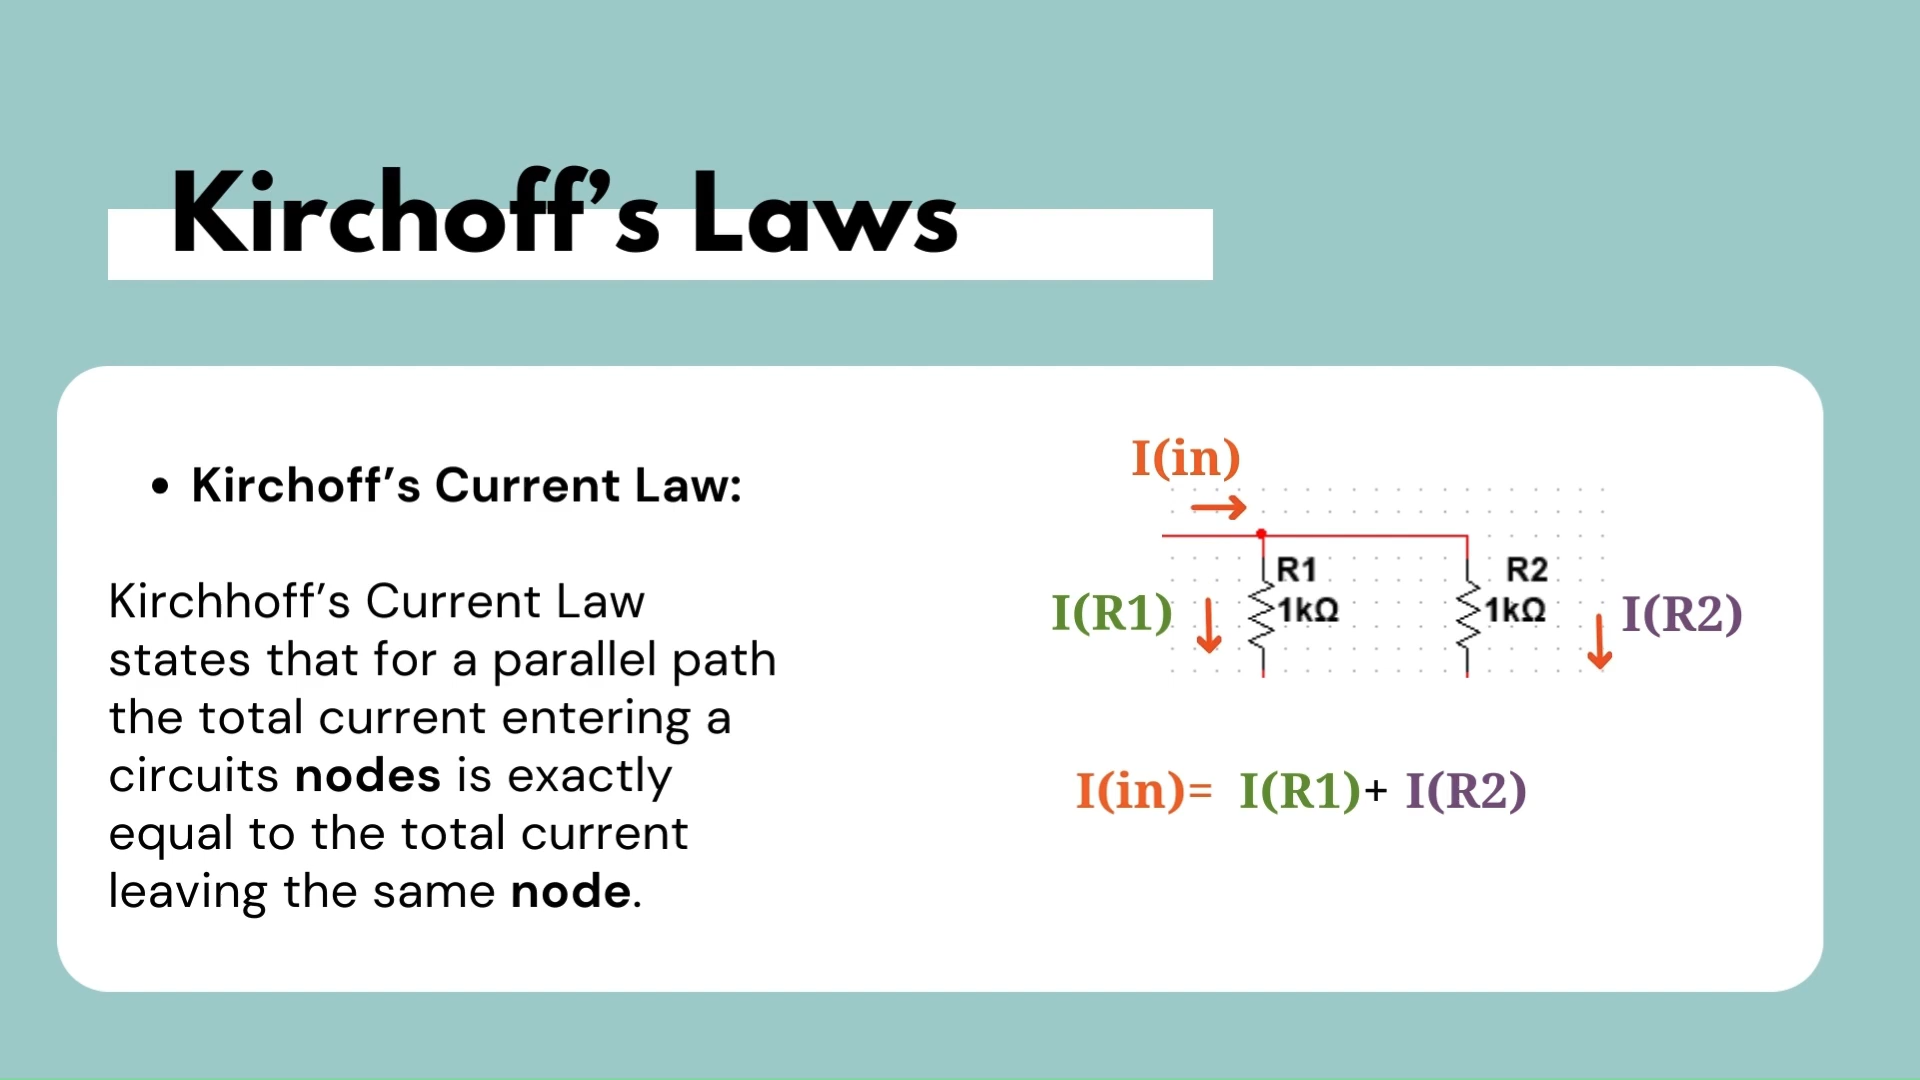 Kirchoff’s Laws
• Kirchoff’s Current Law:
Kirchhoff’s Current Law
states that for a parallel path
the total current entering a
circuits nodes is exactly
equal to the total current
leaving the same node.
I(in)
R1
1kΩ
R2
1kΩ
I(R1)
I(R2)
I(in)= I(R1)+ I(R2)